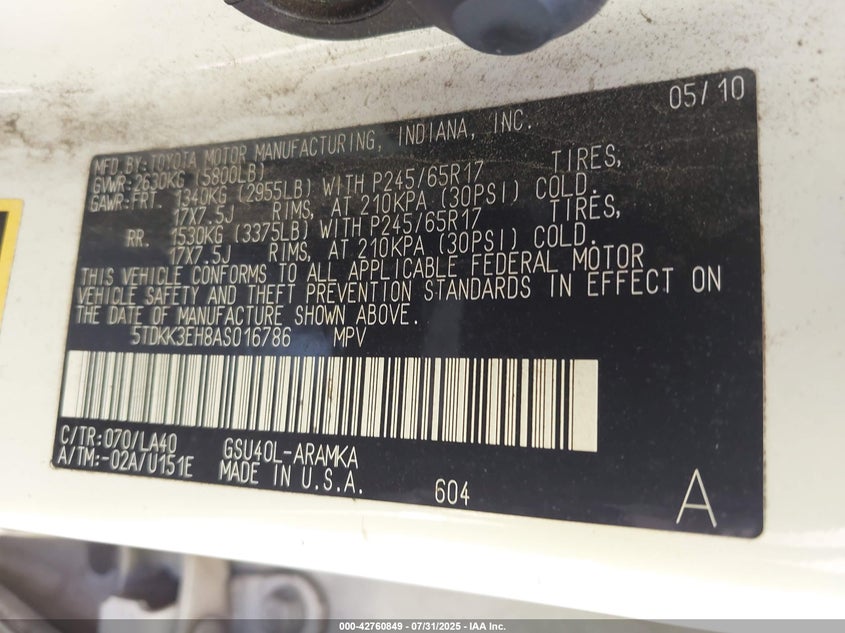 05/10
MFD.BY:TOYOTA MOTOR MANUFACTURING, INDIANA, INC.
GVWR:2630KG (5800LB)
GAWR:FRT. 1340KG (2955LB) WITH P245/65R17 TIRES,
17X7.5J RIMS, AT 210KPA (30PSI) COLD.
RR. 1530KG (3375LB) WITH P245/65R17 TIRES,
17X7.5J RIMS, AT 210KPA (30PSI) COLD.
THIS VEHICLE CONFORMS TO ALL APPLICABLE FEDERAL MOTOR
VEHICLE SAFETY AND THEFT PREVENTION STANDARDS IN EFFECT ON
THE DATE OF MANUFACTURE SHOWN ABOVE.
5TDKK3EH8AS016786 MPV
C/TR:070/LA40 GSU40L-ARAMKA
A/TM:-02A/U151E MADE IN U.S.A.
604
A
000-42760849 - 07/31/2025 - IAA Inc.